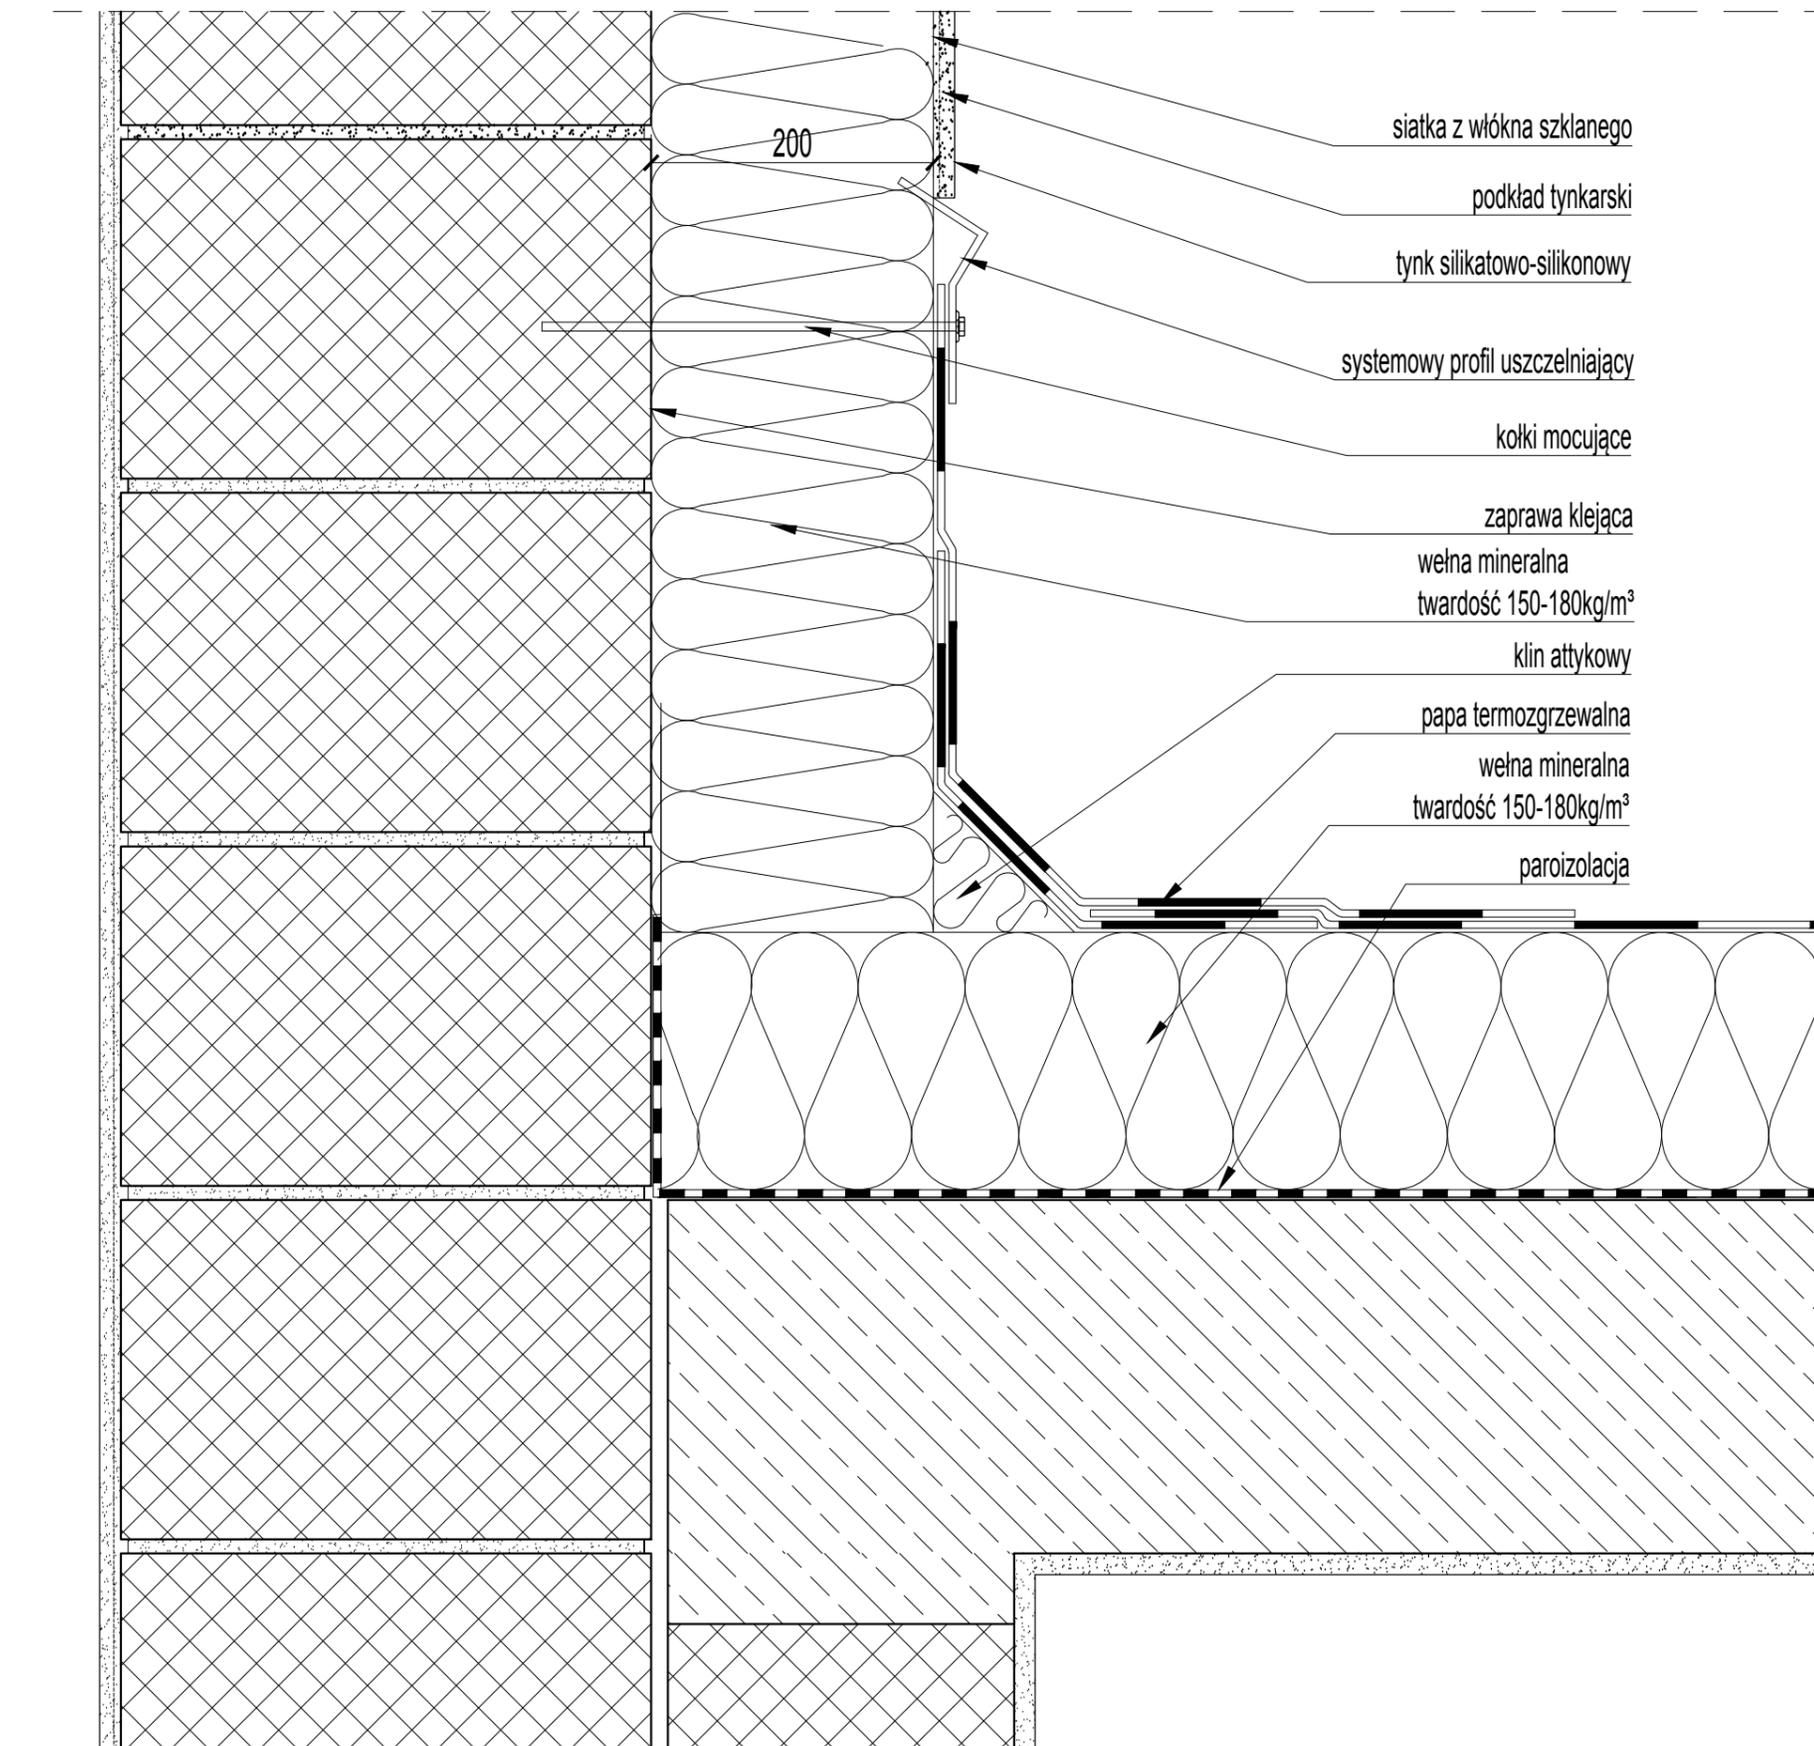 200
siatka z włókna szklanego
podkład tynkarski
tynk silikatowo-silikonowy
systemowy profil uszczelniający
kołki mocujące
zaprawa klejąca
wełna mineralna
twardość 150-180kg/m³
klin attykowy
papa termozgrzewalna
wełna mineralna
twardość 150-180kg/m³
paroizolacja